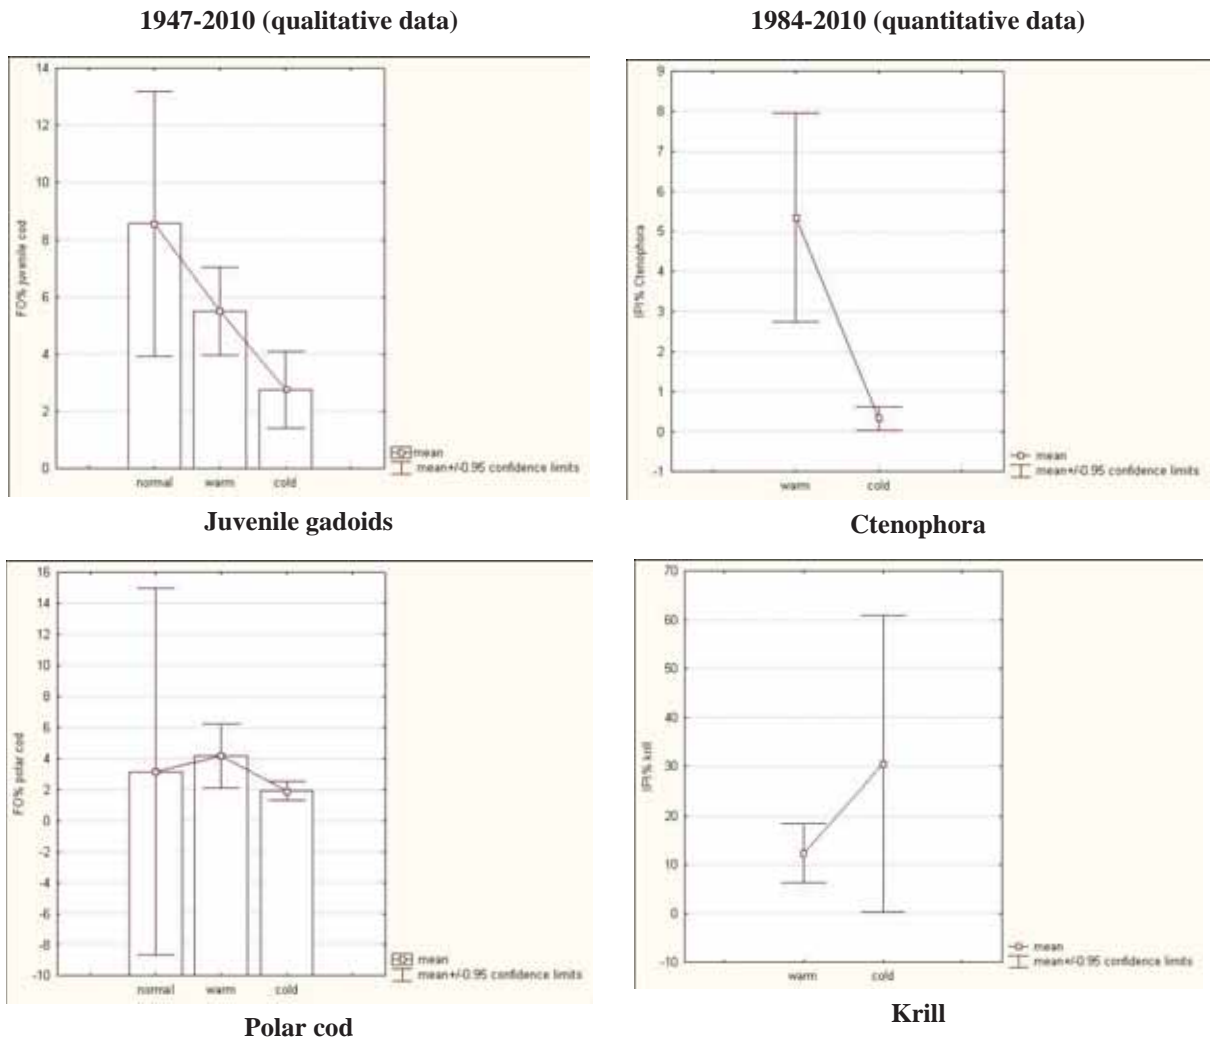 1947-2010 (qualitative data)
1984-2010 (quantitative data)
14
12
10
8
6
4
2
0
FO% juvenile cod
normal warm cold
mean
mean+/-0.95 confidence limits
Juvenile gadoids
9
8
7
6
5
4
3
2
1
0
-1
IPI% Ctenophora
warm cold
mean
mean+/-0.95 confidence limits
Ctenophora
16
14
12
10
8
6
4
2
0
-2
-4
-6
-8
-10
FO% polar cod
normal warm cold
mean
mean+/-0.95 confidence limits
Polar cod
70
60
50
40
30
20
10
0
-10
IPI% krill
warm cold
mean
mean+/-0.95 confidence limits
Krill